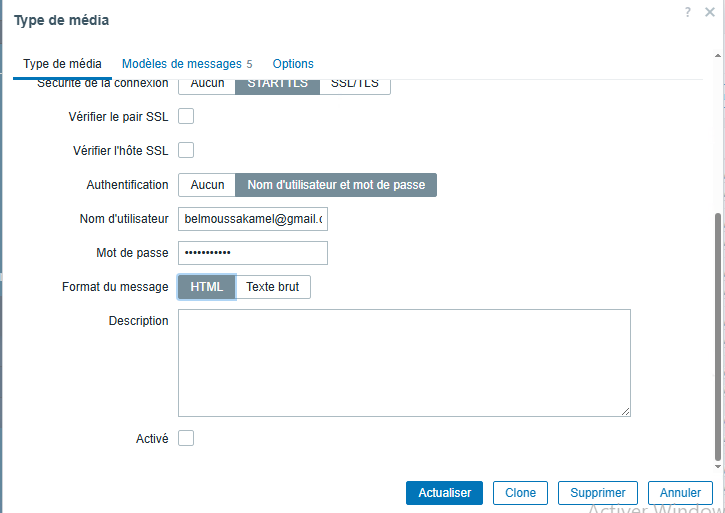 Type de média
?
Type de média Modèles de messages 5 Options
Sécurité de la connexion Aucun STARTTLS SSL/TLS
Vérifier le pair SSL
Vérifier l'hôte SSL
Authentification Aucun Nom d'utilisateur et mot de passe
Nom d'utilisateur belmoussakamel@gmail.c
Mot de passe •••••••••••
Format du message HTML Texte brut
Description
Activé
Actualiser Clone Supprimer Annuler
Activer Window